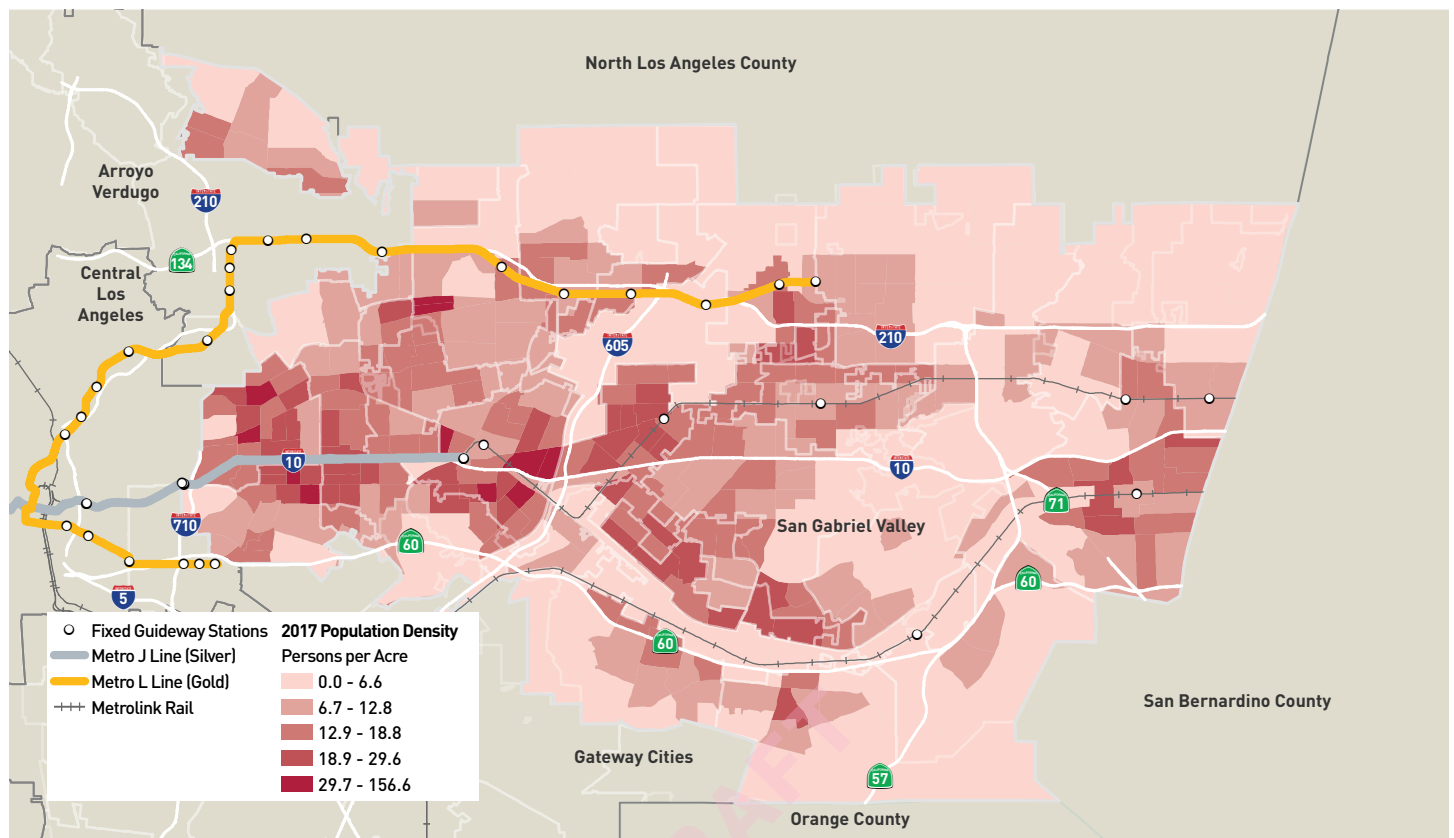 North Los Angeles County
Arroyo
Verdugo
210
134
Central
Los
Angeles
605
210
10
10
71
San Gabriel Valley
710
60
60
5
60
57
San Bernardino County
Gateway Cities
Orange County
Fixed Guideway Stations
Metro J Line (Silver)
Metro L Line (Gold)
Metrolink Rail
2017 Population Density
Persons per Acre
0.0 - 6.6
6.7 - 12.8
12.9 - 18.8
18.9 - 29.6
29.7 - 156.6